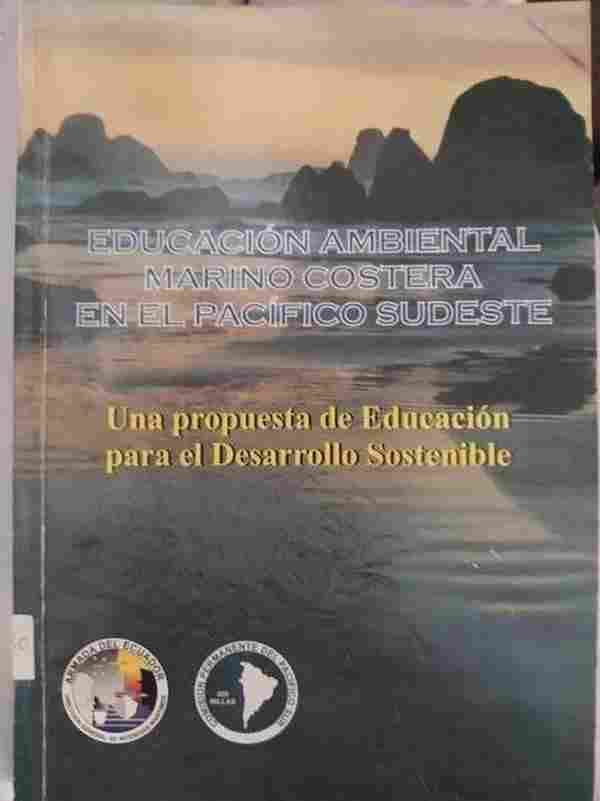 EDUCACIÓN AMBIENTAL
MARINO COSTERA
EN EL PACÍFICO SUDESTE
Una propuesta de Educación
para el Desarrollo Sostenible
ARMADA DEL ECUADOR
COMISIÓN PERMANENTE DEL PACÍFICO SUR
200
MILLAS